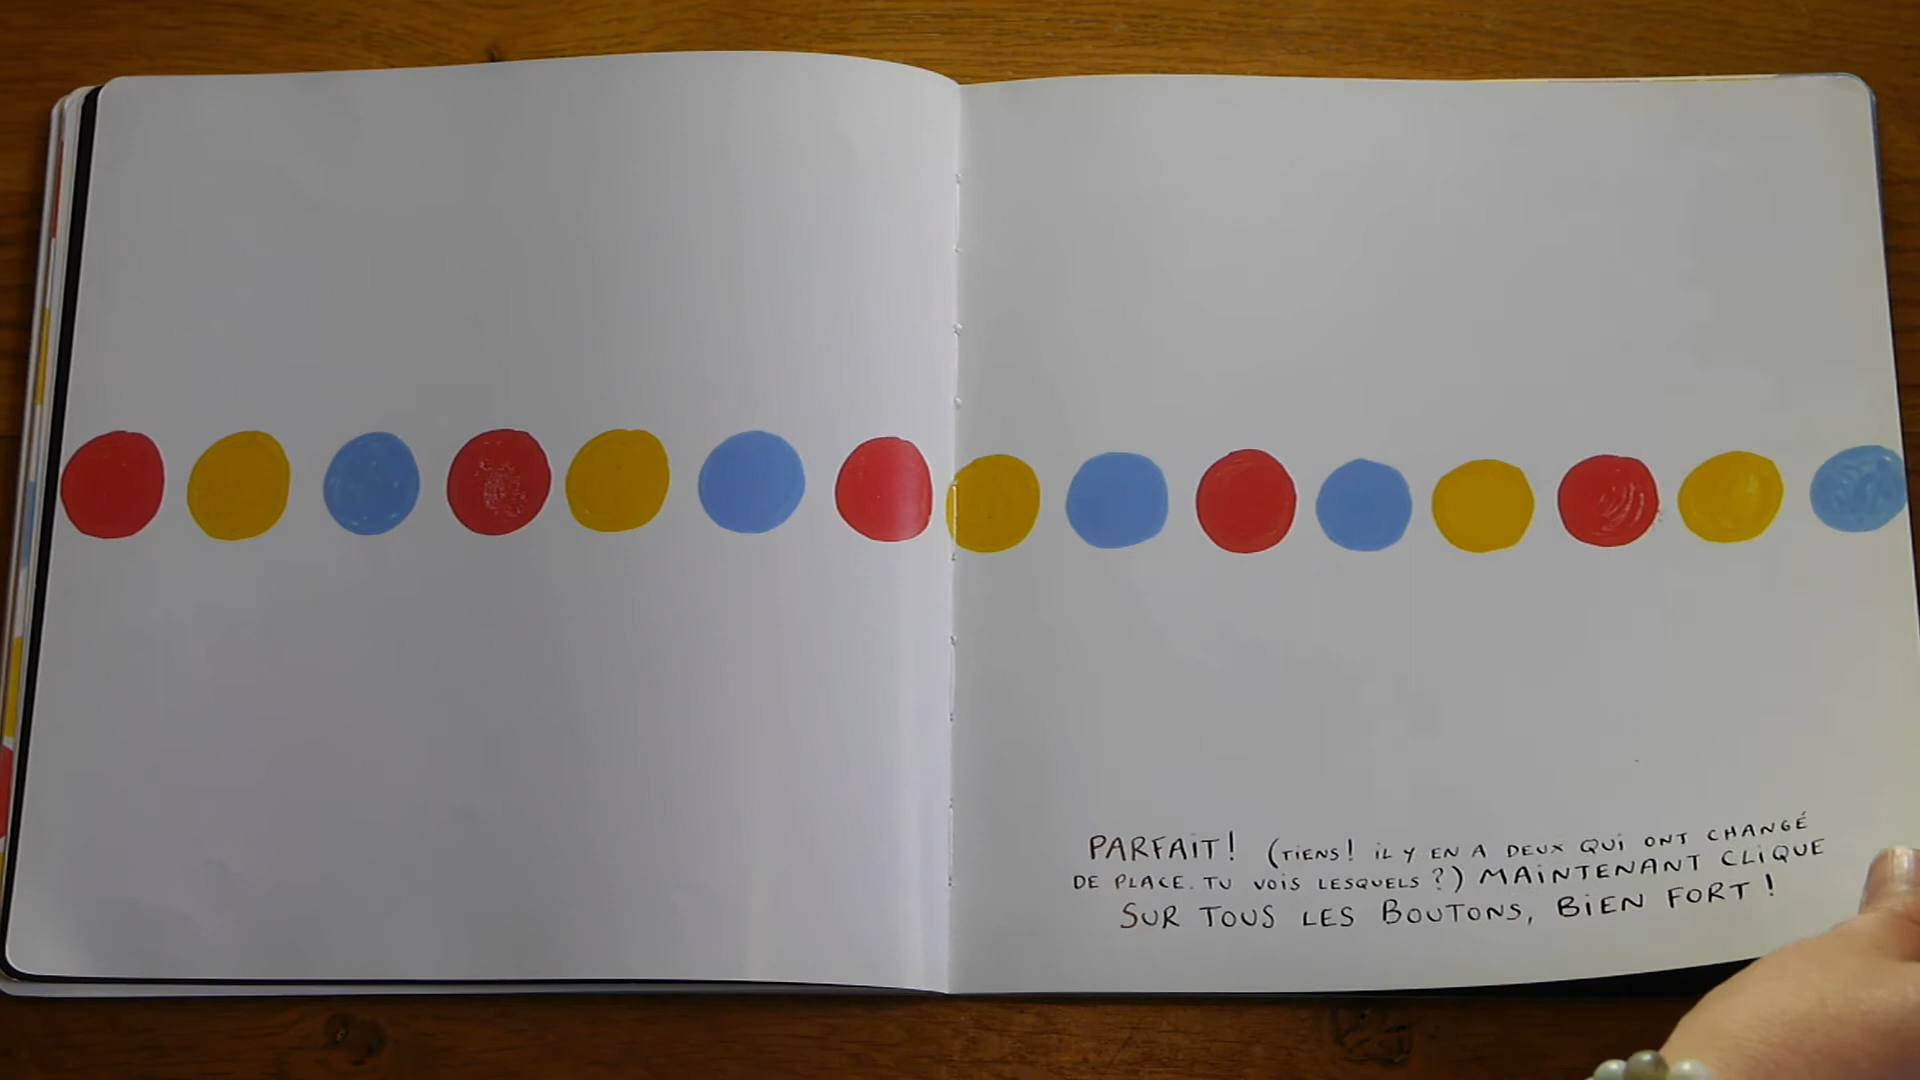 PARFAIT! (TIENS! IL Y EN A DEUX QUI ONT CHANGÉ
DE PLACE. TU VOIS LESQUELS?) MAINTENANT CLIQUE
SUR TOUS LES BOUTONS, BIEN FORT!